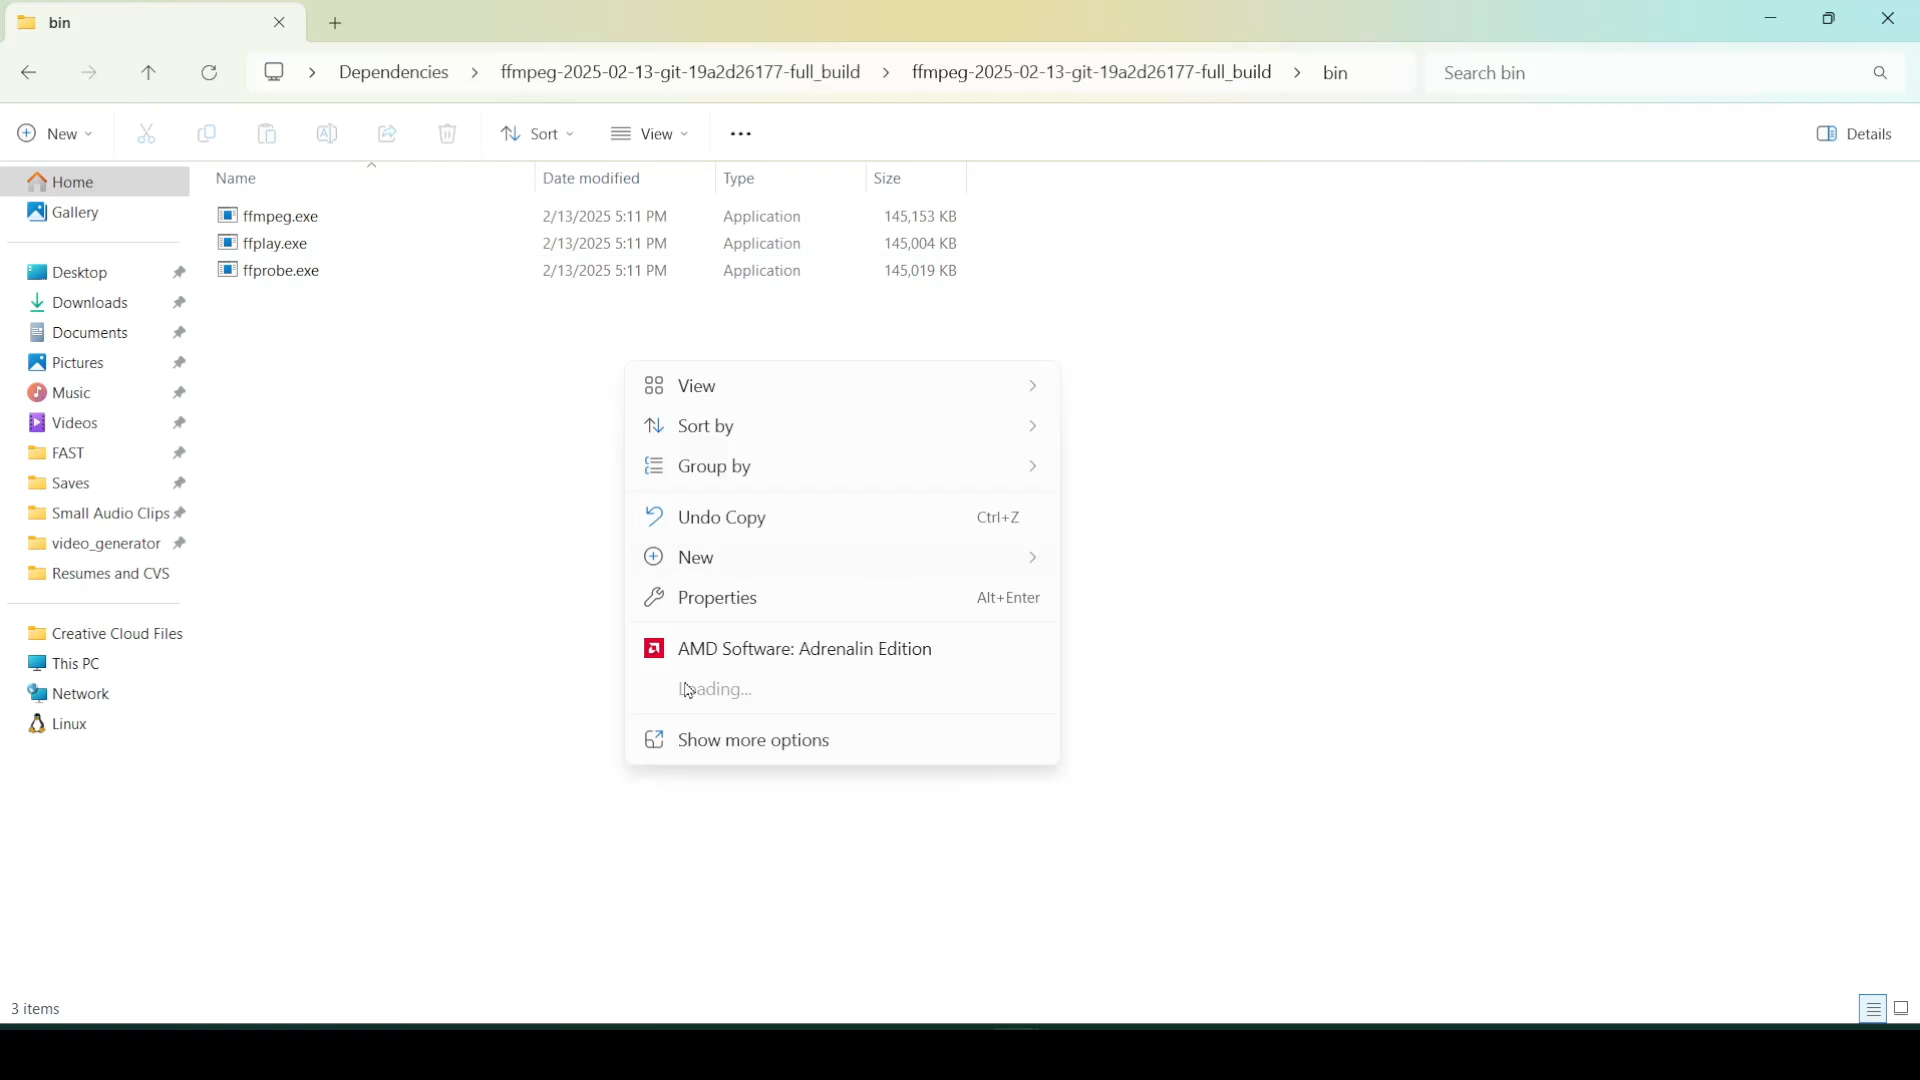 bin
Dependencies > ffmpeg-2025-02-13-git-19a2d26177-full_build > ffmpeg-2025-02-13-git-19a2d26177-full_build > bin
Search bin
New
Sort
View
Details
Home
Gallery
Desktop
Downloads
Documents
Pictures
Music
Videos
FAST
Saves
Small Audio Clips
video_generator
Resumes and CVS
Creative Cloud Files
This PC
Network
Linux
Name Date modified Type Size
ffmpeg.exe 2/13/2025 5:11 PM Application 145,153 KB
ffplay.exe 2/13/2025 5:11 PM Application 145,004 KB
ffprobe.exe 2/13/2025 5:11 PM Application 145,019 KB
View
Sort by
Group by
Undo Copy Ctrl+Z
New
Properties Alt+Enter
AMD Software: Adrenalin Edition
Loading...
Show more options
3 items